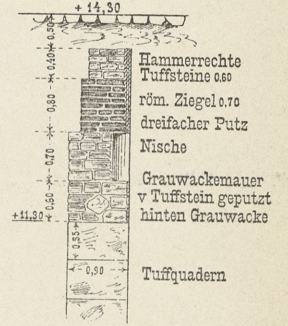 + 14,30
0,50
0,40
Hammerrechte
Tuffsteine 0,60
0,80
röm. Ziegel 0,70
dreifacher Putz
Nische
0,70
Grauwackemauer
v Tuffstein geputzt
hinten Grauwacke
0,60
+11,30
0,55
0,90
Tuffquadern